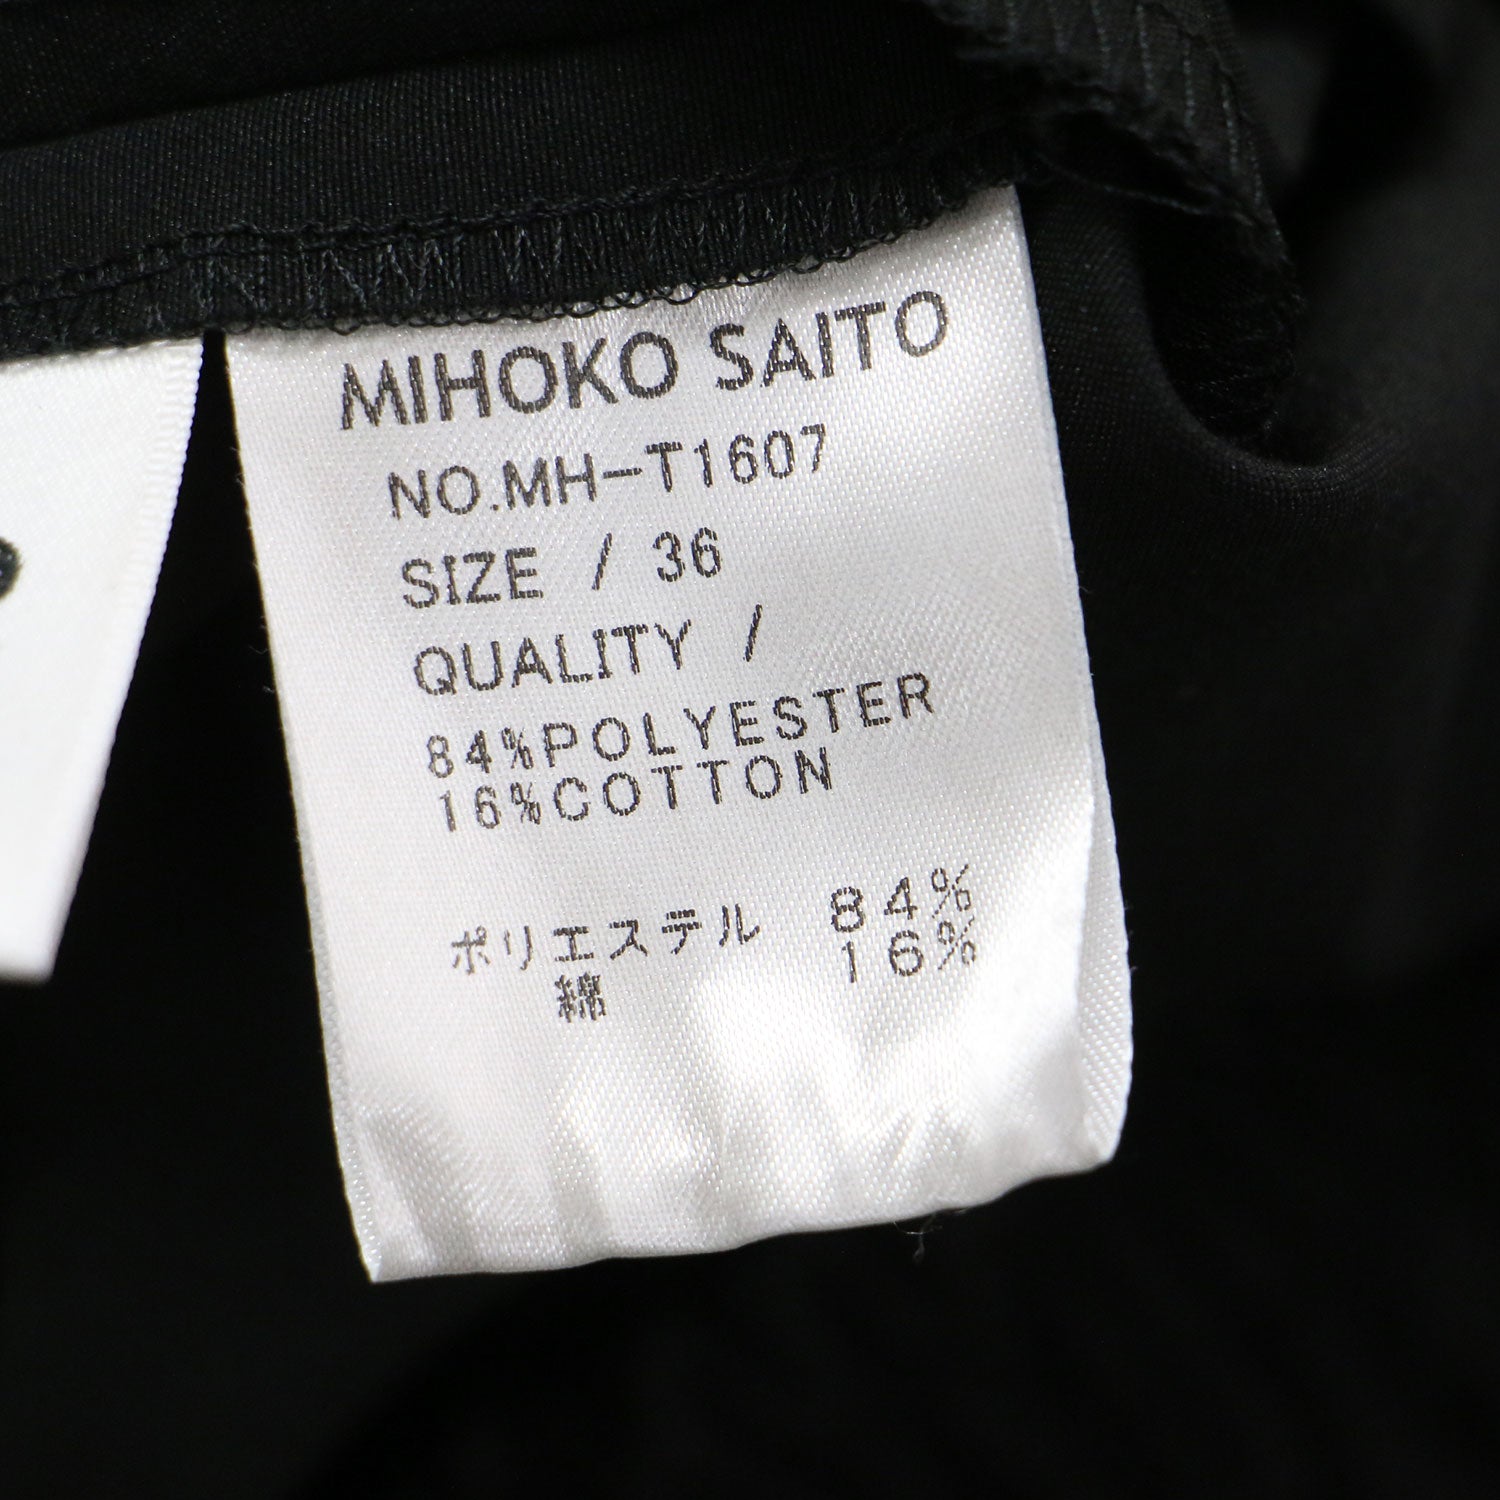 MIHOKO SAITO
NO.MH-T1607
SIZE / 36
QUALITY /
84%POLYESTER
16%COTTON
ポリエステル 84%
綿 16%